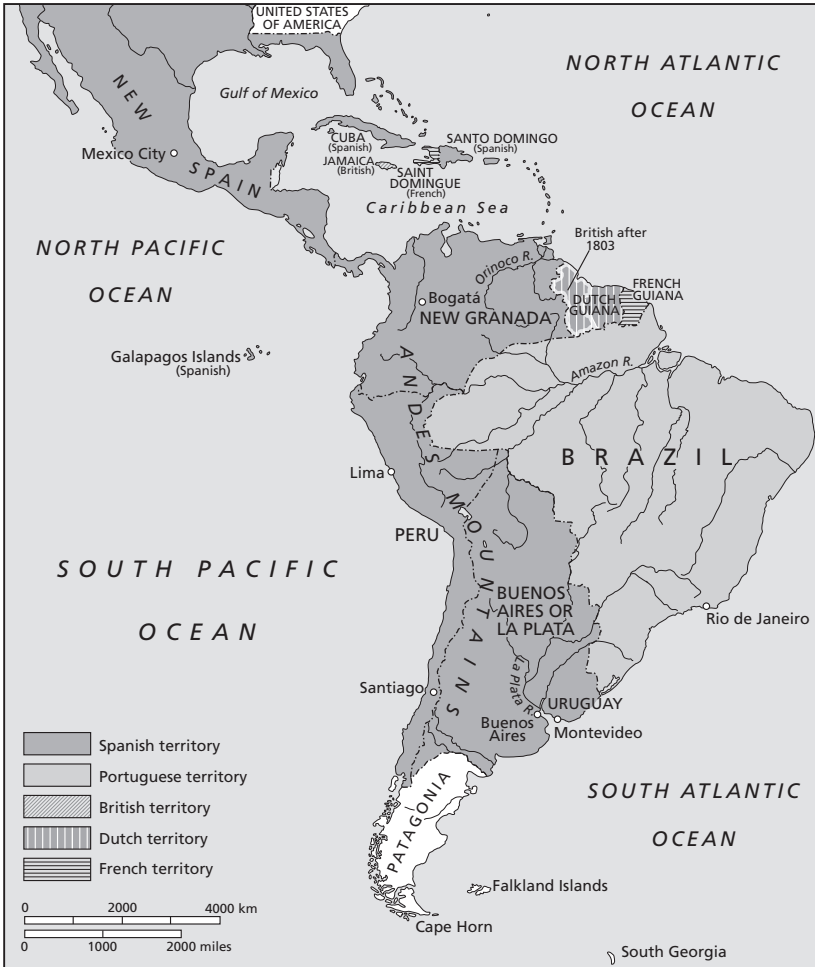 UNITED STATES
OF AMERICA
NORTH ATLANTIC
OCEAN
NEW
SPAIN
Gulf of Mexico
Mexico City
CUBA
(Spanish)
SANTO DOMINGO
(Spanish)
JAMAICA
(British)
SAINT
DOMINGUE
(French)
Caribbean Sea
NORTH PACIFIC
OCEAN
British after
1803
Orinoco R.
Bogatá
NEW GRANADA
DUTCH
GUIANA
FRENCH
GUIANA
Galapagos Islands
(Spanish)
Amazon R.
ANDES MOUNTAINS
BRAZIL
Lima
PERU
SOUTH PACIFIC
OCEAN
BUENOS
AIRES OR
LA PLATA
Rio de Janeiro
La Plata R.
Santiago
URUGUAY
Buenos
Aires
Montevideo
Spanish territory
Portuguese territory
British territory
Dutch territory
French territory
PATAGONIA
SOUTH ATLANTIC
OCEAN
Falkland Islands
0 2000 4000 km
0 1000 2000 miles
Cape Horn
South Georgia